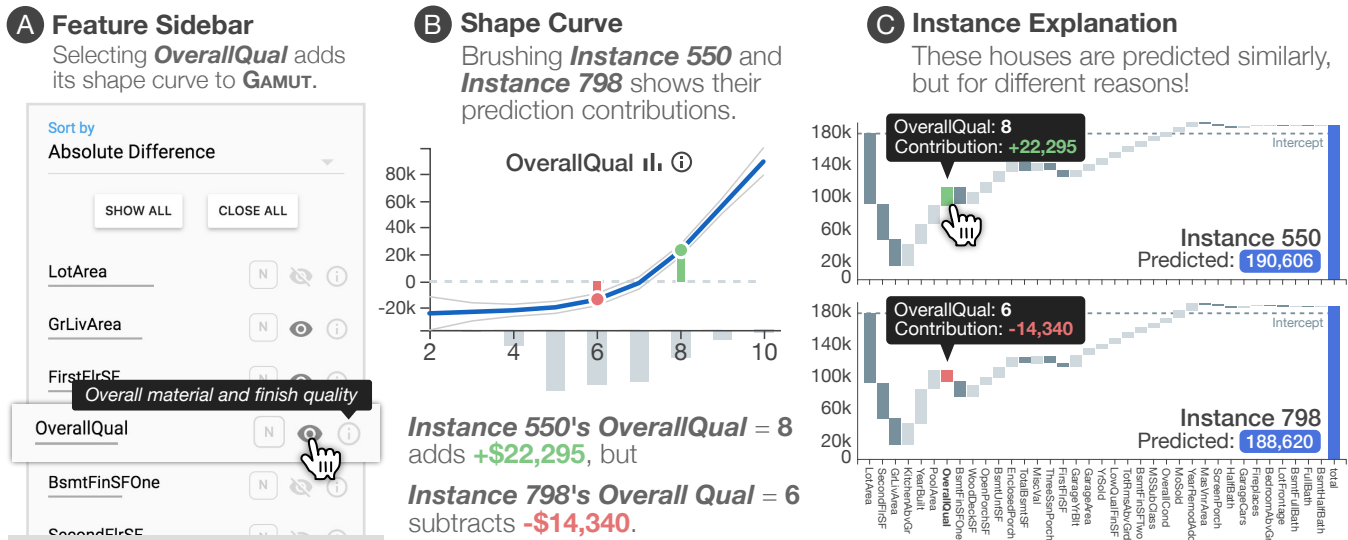 A Feature Sidebar
Selecting OverallQual adds
its shape curve to GAMUT.
Sort by
Absolute Difference
SHOW ALL CLOSE ALL
LotArea N
GrLivArea N
FirstFlrSF N
Overall material and finish quality
OverallQual N
BsmtFinSFOne N
SecondFlrSF
B Shape Curve
Brushing Instance 550 and
Instance 798 shows their
prediction contributions.
OverallQual
80k
60k
40k
20k
0
-20k
2 4 6 8 10
Instance 550's OverallQual = 8
adds +$22,295, but
Instance 798's Overall Qual = 6
subtracts -$14,340.
C Instance Explanation
These houses are predicted similarly,
but for different reasons!
180k
140k
100k
60k
20k
0
OverallQual: 8
Contribution: +22,295
Intercept
Instance 550
Predicted: 190,606
180k
140k
100k
60k
20k
0
OverallQual: 6
Contribution: -14,340
Intercept
Instance 798
Predicted: 188,620
LotArea
SecondFlrSF
GrLivArea
KitchenAbvGr
YearBuilt
PoolArea
OverallQual
BsmtFinSFOne
WoodDeckSF
OpenPorchSF
BsmtUnfSF
EnclosedPorch
TotalBsmtSF
MiscVal
ThreeSsnPorch
FirstFlrSF
GarageYrBlt
GarageArea
YrSold
LowQualFinSF
TotRmsAbvGrd
BsmtFinSFTwo
MSSubClass
OverallCond
MoSold
YearRemodAdd
MasVnrArea
ScreenPorch
HalfBath
GarageCars
Fireplaces
BedroomAbvGr
LotFrontage
BsmtFullBath
FullBath
BsmtHalfBath
total